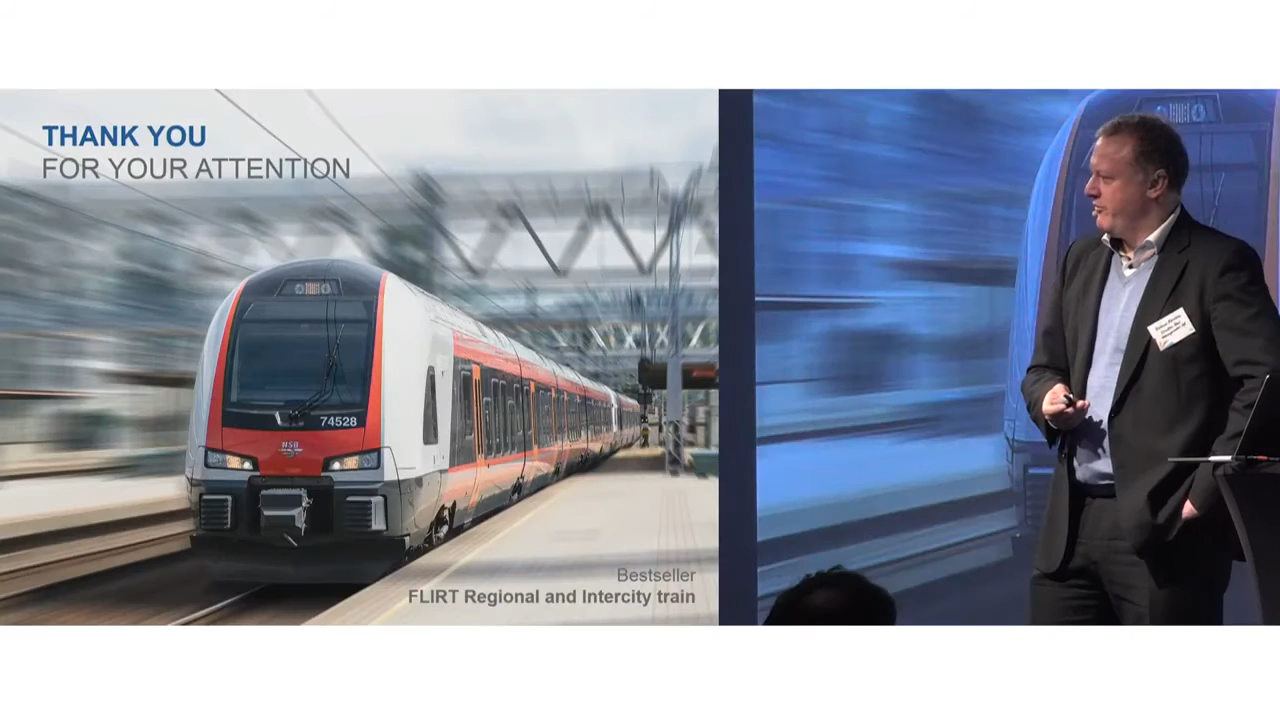 THANK YOU
FOR YOUR ATTENTION
74528
NSB
Bestseller
FLIRT Regional and Intercity train